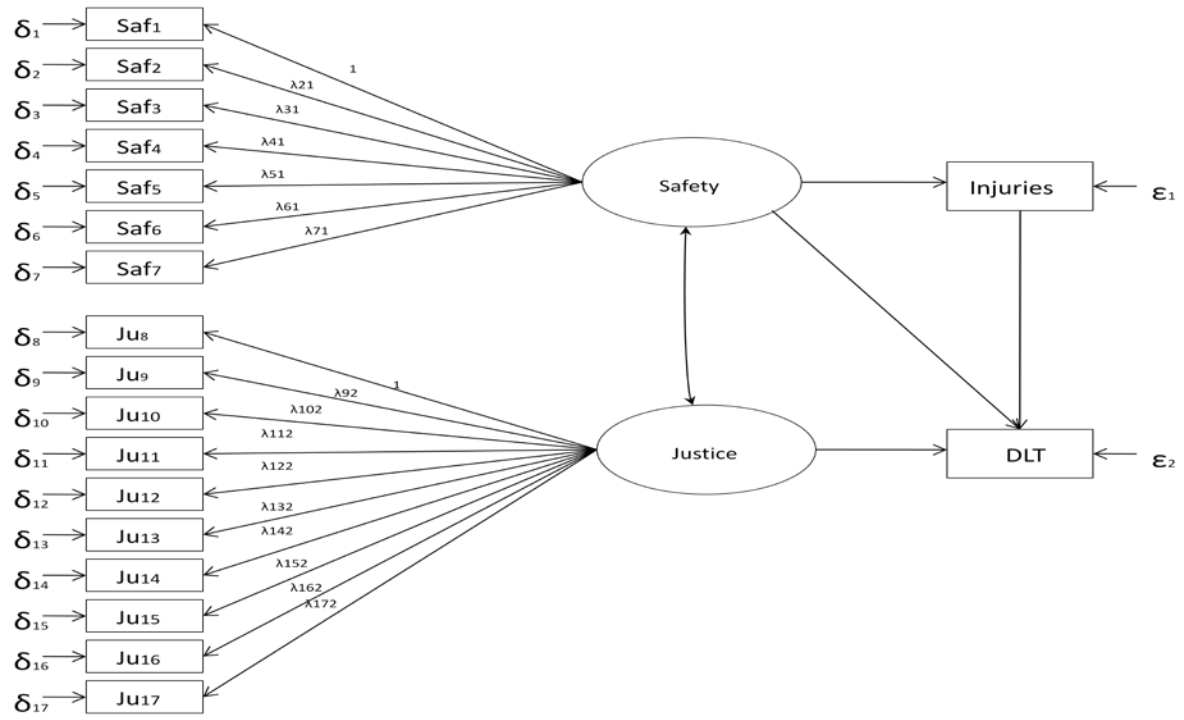 δ1 Saf1
δ2 Saf2
δ3 Saf3
δ4 Saf4
δ5 Saf5
δ6 Saf6
δ7 Saf7
1
λ21
λ31
λ41
λ51
λ61
λ71
Safety
Injuries
ε1
δ8 Ju8
δ9 Ju9
δ10 Ju10
δ11 Ju11
δ12 Ju12
δ13 Ju13
δ14 Ju14
δ15 Ju15
δ16 Ju16
δ17 Ju17
1
λ92
λ102
λ112
λ122
λ132
λ142
λ152
λ162
λ172
Justice
DLT
ε2